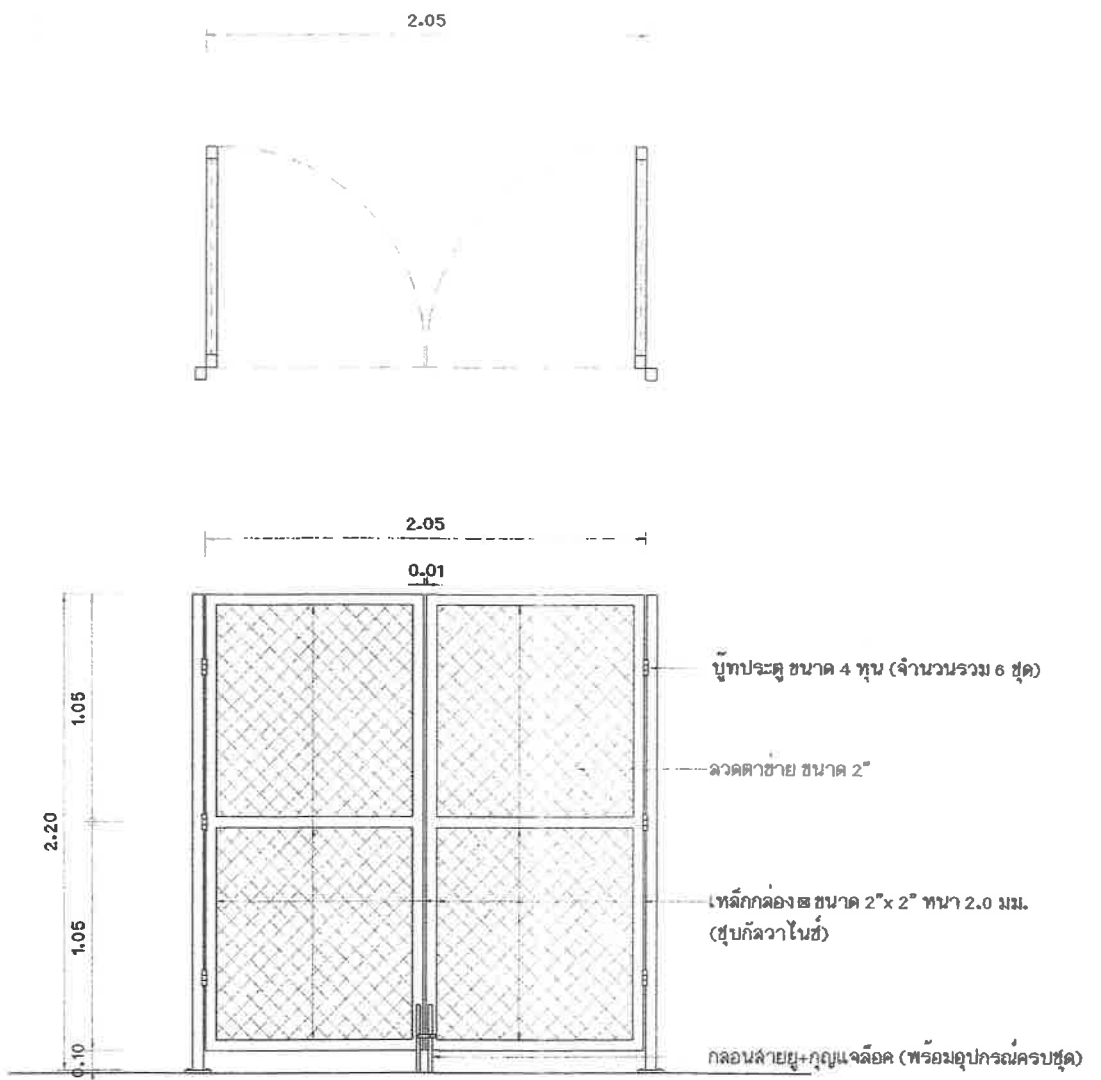 2.05
2.05
0.01
บู๊ทประตู ขนาด 4 หุน (จำนวนรวม 6 ชุด)
1.05
ลวดตาข่าย ขนาด 2"
2.20
เหล็กกล่อง ขนาด 2"x 2" หนา 2.0 มม.
(ชุบกัลวาไนซ์)
1.05
กลอนสายยู+กุญแจล๊อค (พร้อมอุปกรณ์ครบชุด)
0.10